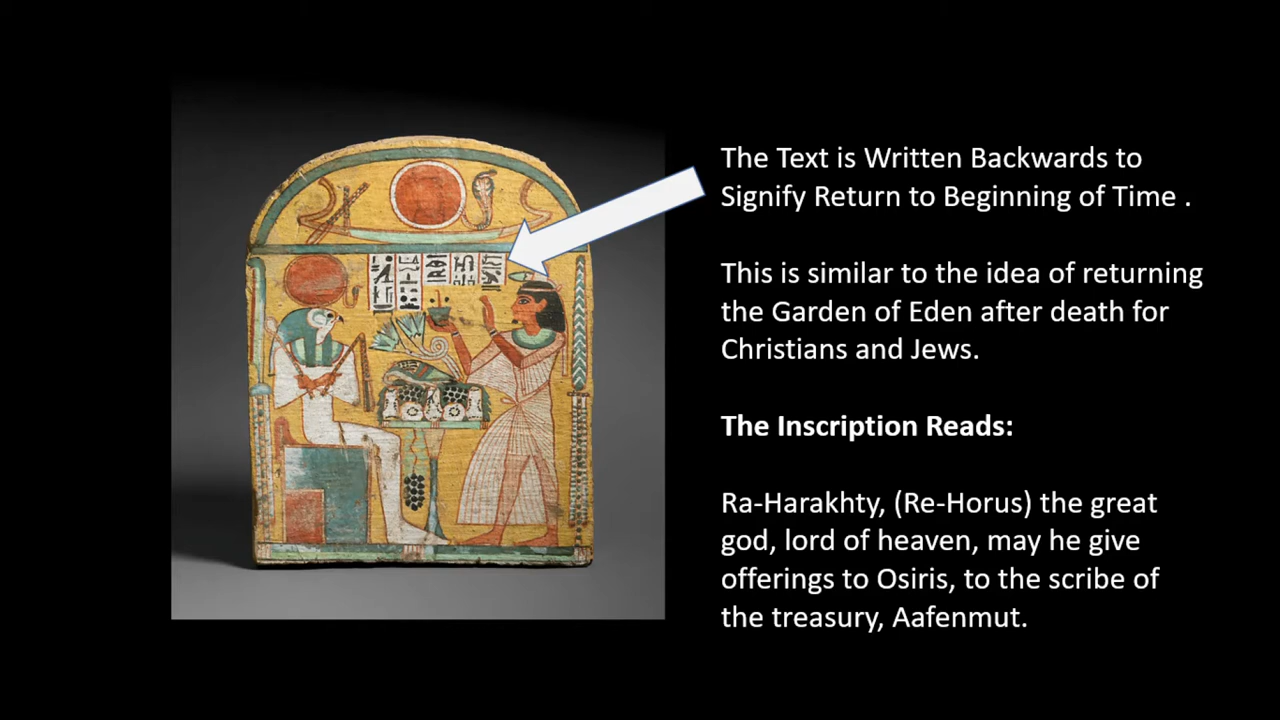 The Text is Written Backwards to
Signify Return to Beginning of Time .
This is similar to the idea of returning
the Garden of Eden after death for
Christians and Jews.
The Inscription Reads:
Ra-Harakhty, (Re-Horus) the great
god, lord of heaven, may he give
offerings to Osiris, to the scribe of
the treasury, Aafenmut.